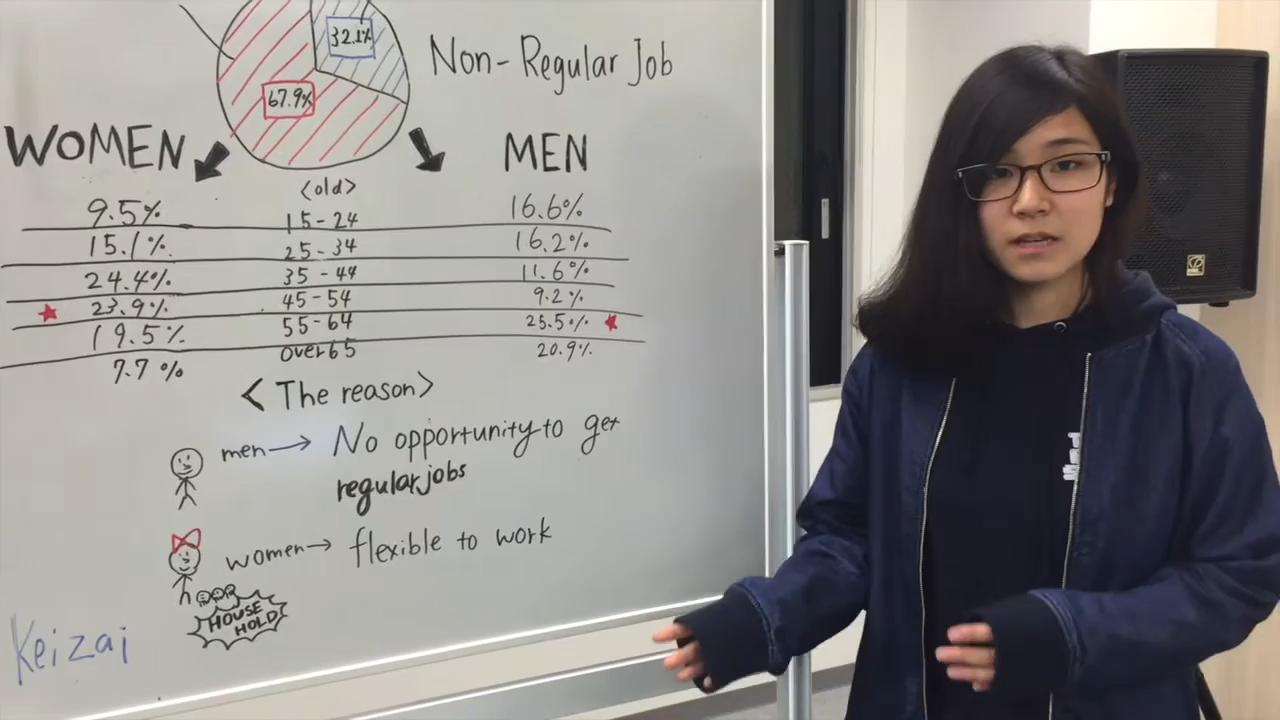 32.1%
Non-Regular Job
67.9%
WOMEN
MEN
<old>
9.5% 15-24 16.6%
15.1% 25-34 16.2%
24.4% 35-44 11.6%
23.9% 45-54 9.2%
19.5% 55-64 25.5%
7.7% over65 20.9%
<The reason>
men→ No opportunity to get
regular jobs
women→ flexible to work
HOUSE
HOLD
Keizai